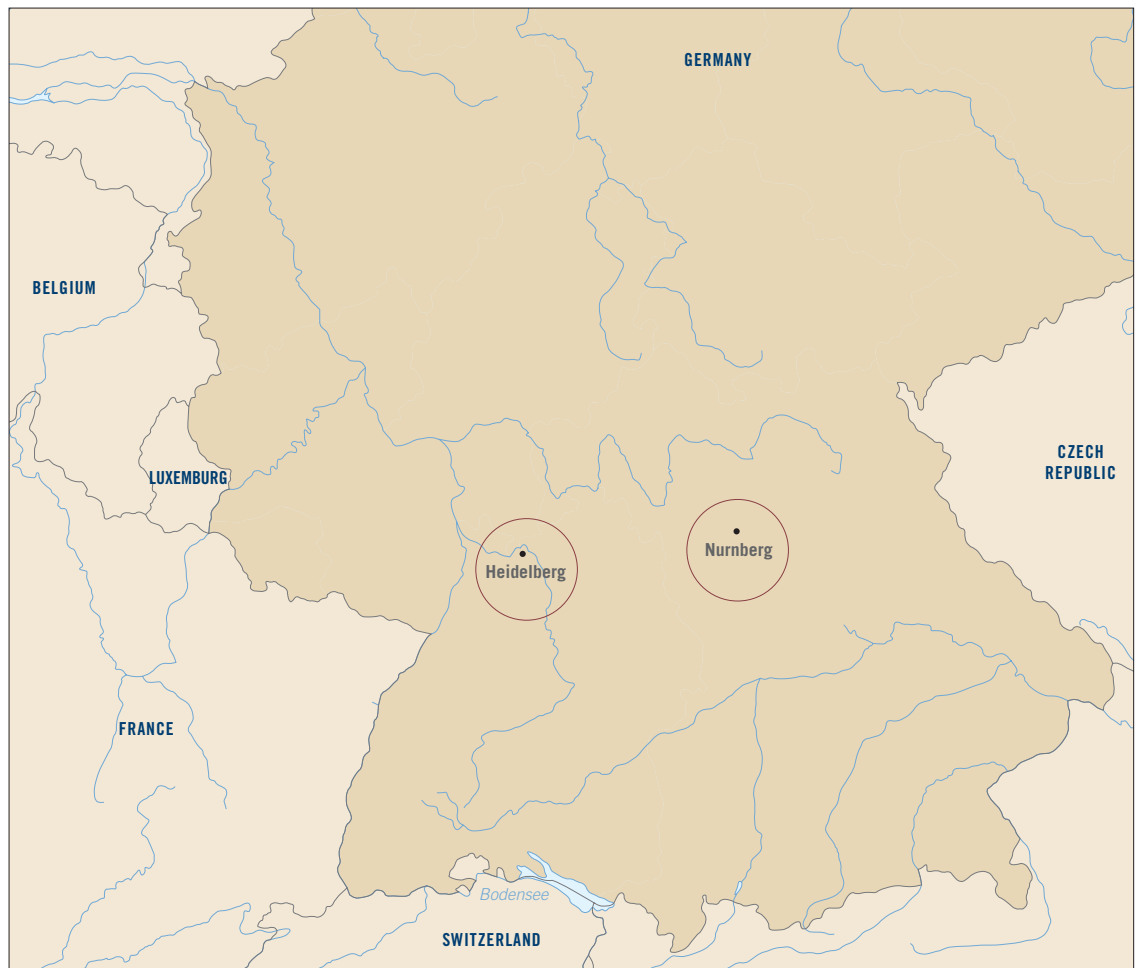 GERMANY
BELGIUM
CZECH
REPUBLIC
LUXEMBURG
Nurnberg
Heidelberg
FRANCE
Bodensee
SWITZERLAND